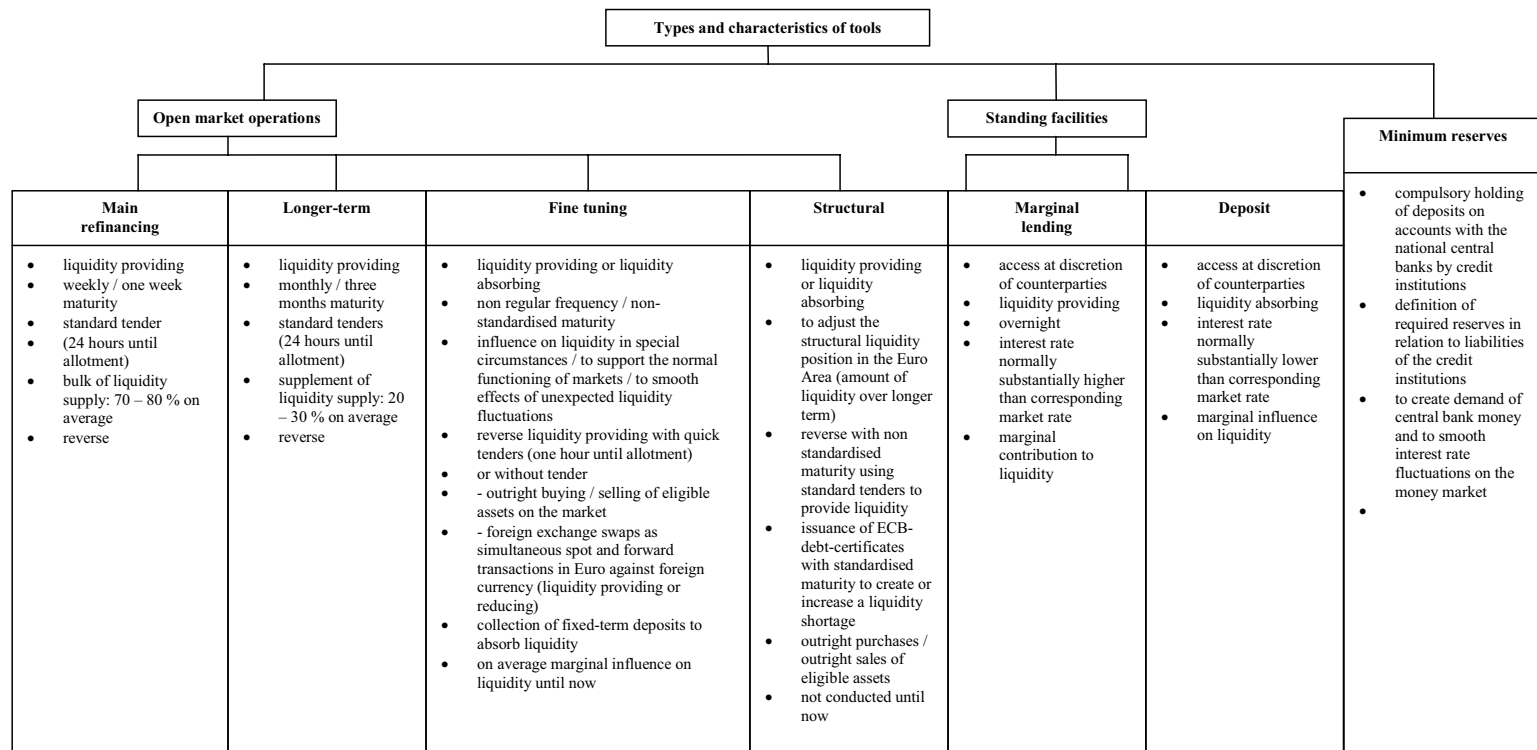 Types and characteristics of tools
Open market operations
Standing facilities
Minimum reserves
Main
refinancing
Longer-term
Fine tuning
Structural
Marginal
lending
Deposit
• liquidity providing
• weekly / one week
maturity
• standard tender
• (24 hours until
allotment)
• bulk of liquidity
supply: 70 – 80 % on
average
• reverse
• liquidity providing
• monthly / three
months maturity
• standard tenders
(24 hours until
allotment)
• supplement of
liquidity supply: 20
– 30 % on average
• reverse
• liquidity providing or liquidity
absorbing
• non regular frequency / non-
standardised maturity
• influence on liquidity in special
circumstances / to support the normal
functioning of markets / to smooth
effects of unexpected liquidity
fluctuations
• reverse liquidity providing with quick
tenders (one hour until allotment)
• or without tender
• - outright buying / selling of eligible
assets on the market
• - foreign exchange swaps as
simultaneous spot and forward
transactions in Euro against foreign
currency (liquidity providing or
reducing)
• collection of fixed-term deposits to
absorb liquidity
• on average marginal influence on
liquidity until now
• liquidity providing
or liquidity
absorbing
• to adjust the
structural liquidity
position in the Euro
Area (amount of
liquidity over longer
term)
• reverse with non
standardised
maturity using
standard tenders to
provide liquidity
• issuance of ECB-
debt-certificates
with standardised
maturity to create or
increase a liquidity
shortage
• outright purchases /
outright sales of
eligible assets
• not conducted until
now
• access at discretion
of counterparties
• liquidity providing
• overnight
• interest rate
normally
substantially higher
than corresponding
market rate
• marginal
contribution to
liquidity
• access at discretion
of counterparties
• liquidity absorbing
• interest rate
normally
substantially lower
than corresponding
market rate
• marginal influence
on liquidity
• compulsory holding
of deposits on
accounts with the
national central
banks by credit
institutions
• definition of
required reserves in
relation to liabilities
of the credit
institutions
• to create demand of
central bank money
and to smooth
interest rate
fluctuations on the
money market
•